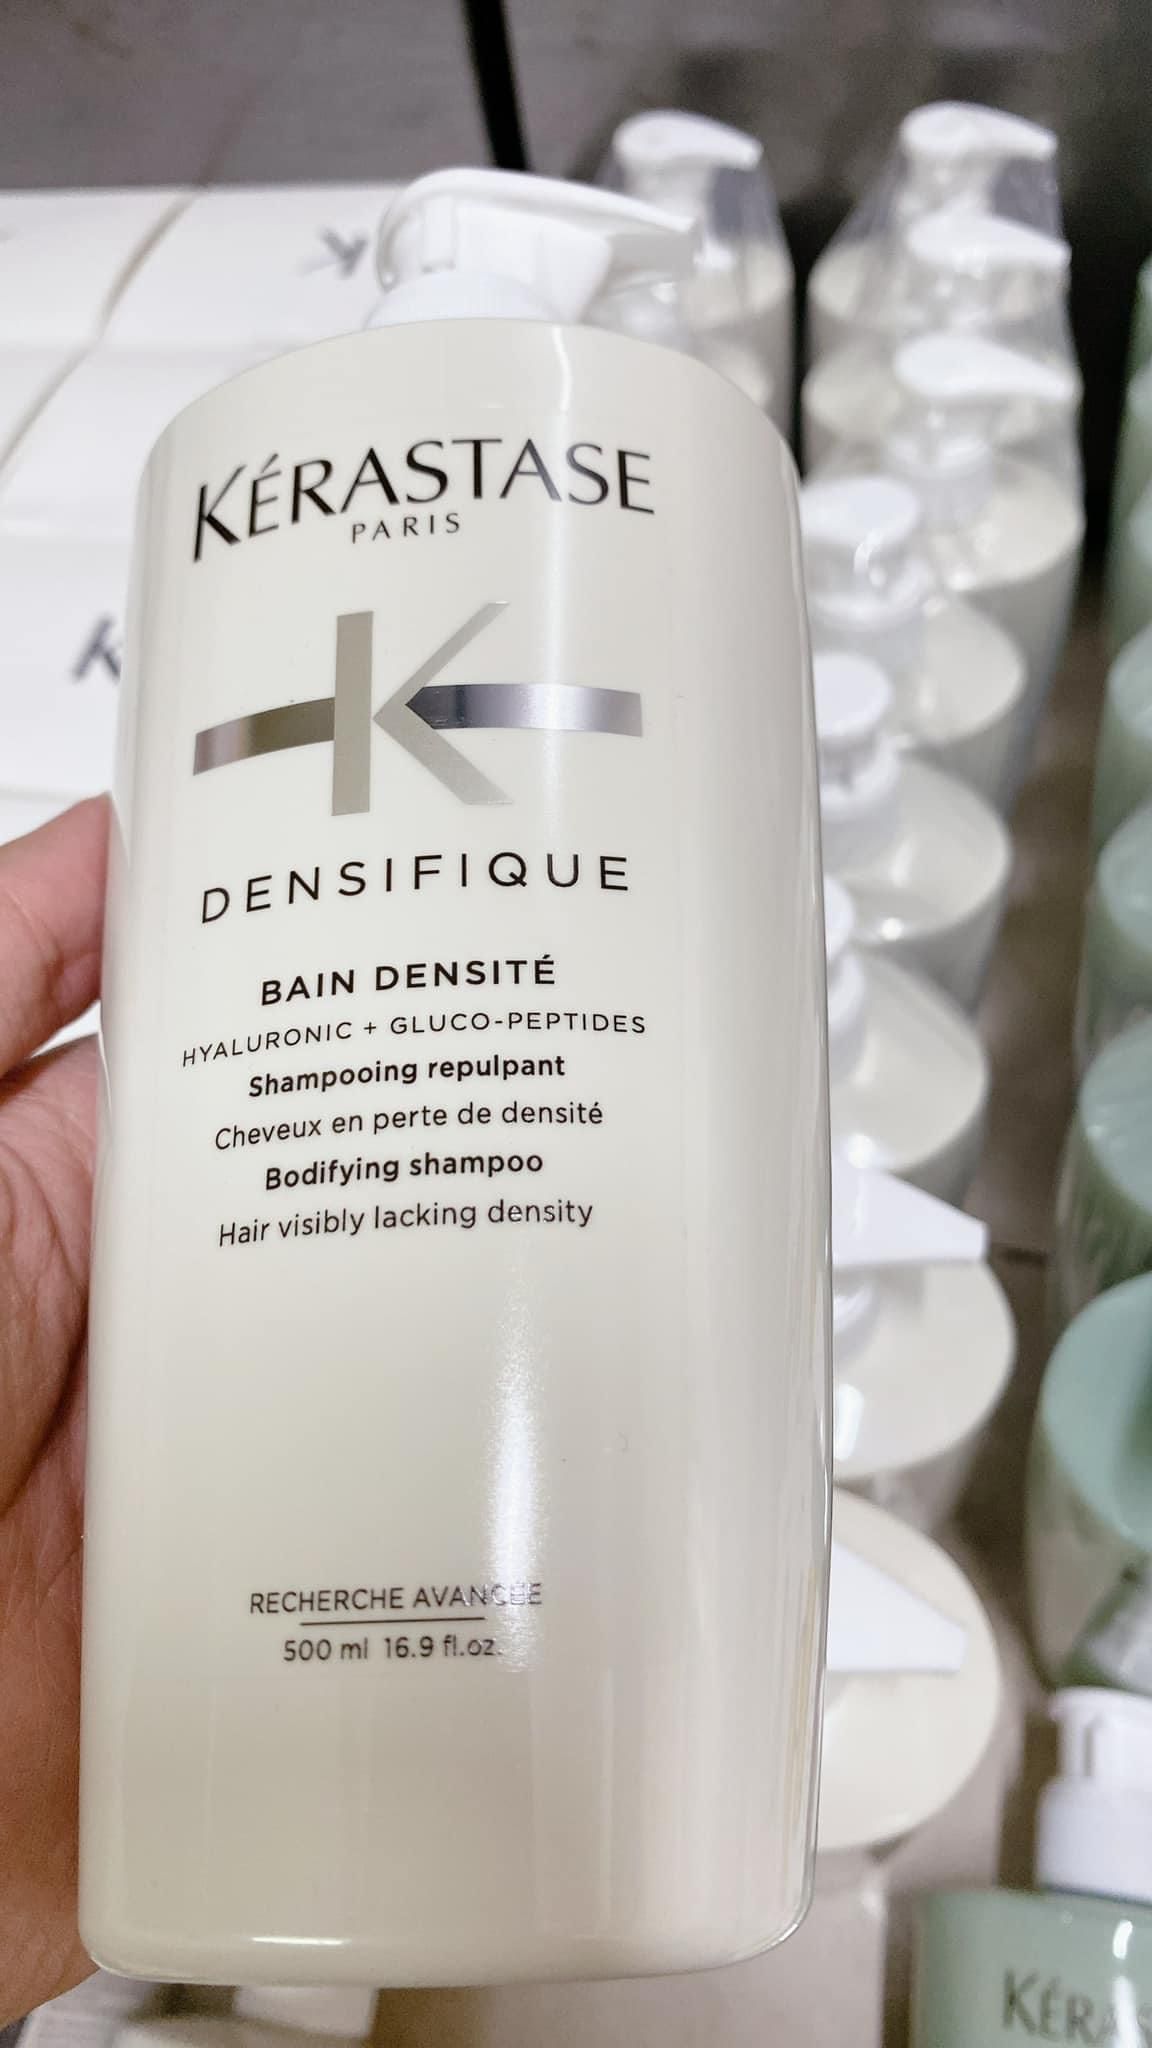 KÉRASTASE
PARIS
K
DENSIFIQUE
BAIN DENSITÉ
HYALURONIC + GLUCO-PEPTIDES
Shampooing repulpant
Cheveux en perte de densité
Bodifying shampoo
Hair visibly lacking density
RECHERCHE AVANCÉE
500 ml 16.9 fl.oz.
K